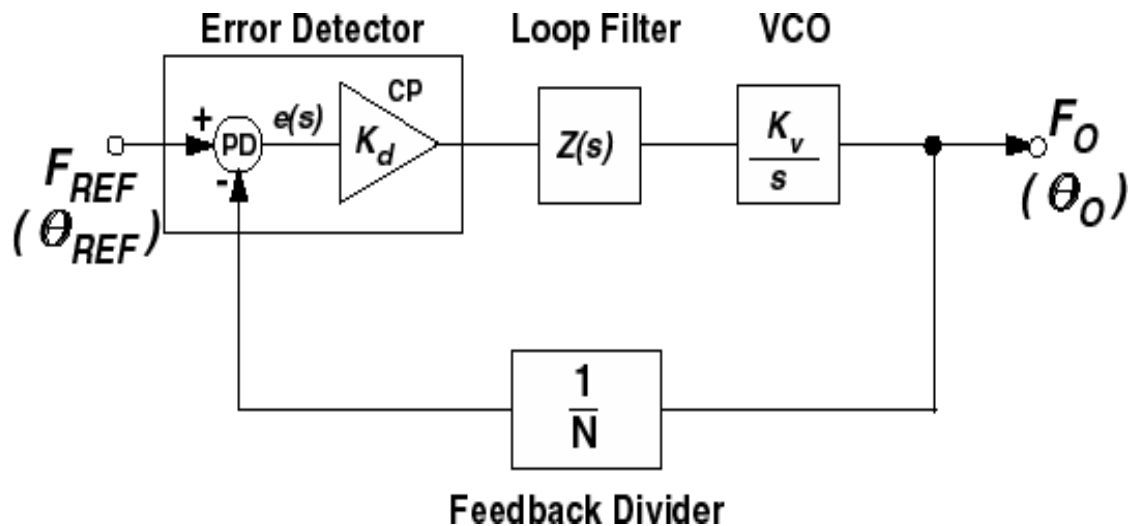 Error Detector
Loop Filter
VCO
CP
+
PD
-
e(s)
K_d
Z(s)
K_v
s
F_REF
(θ_REF)
F_O
(θ_O)
1
N
Feedback Divider